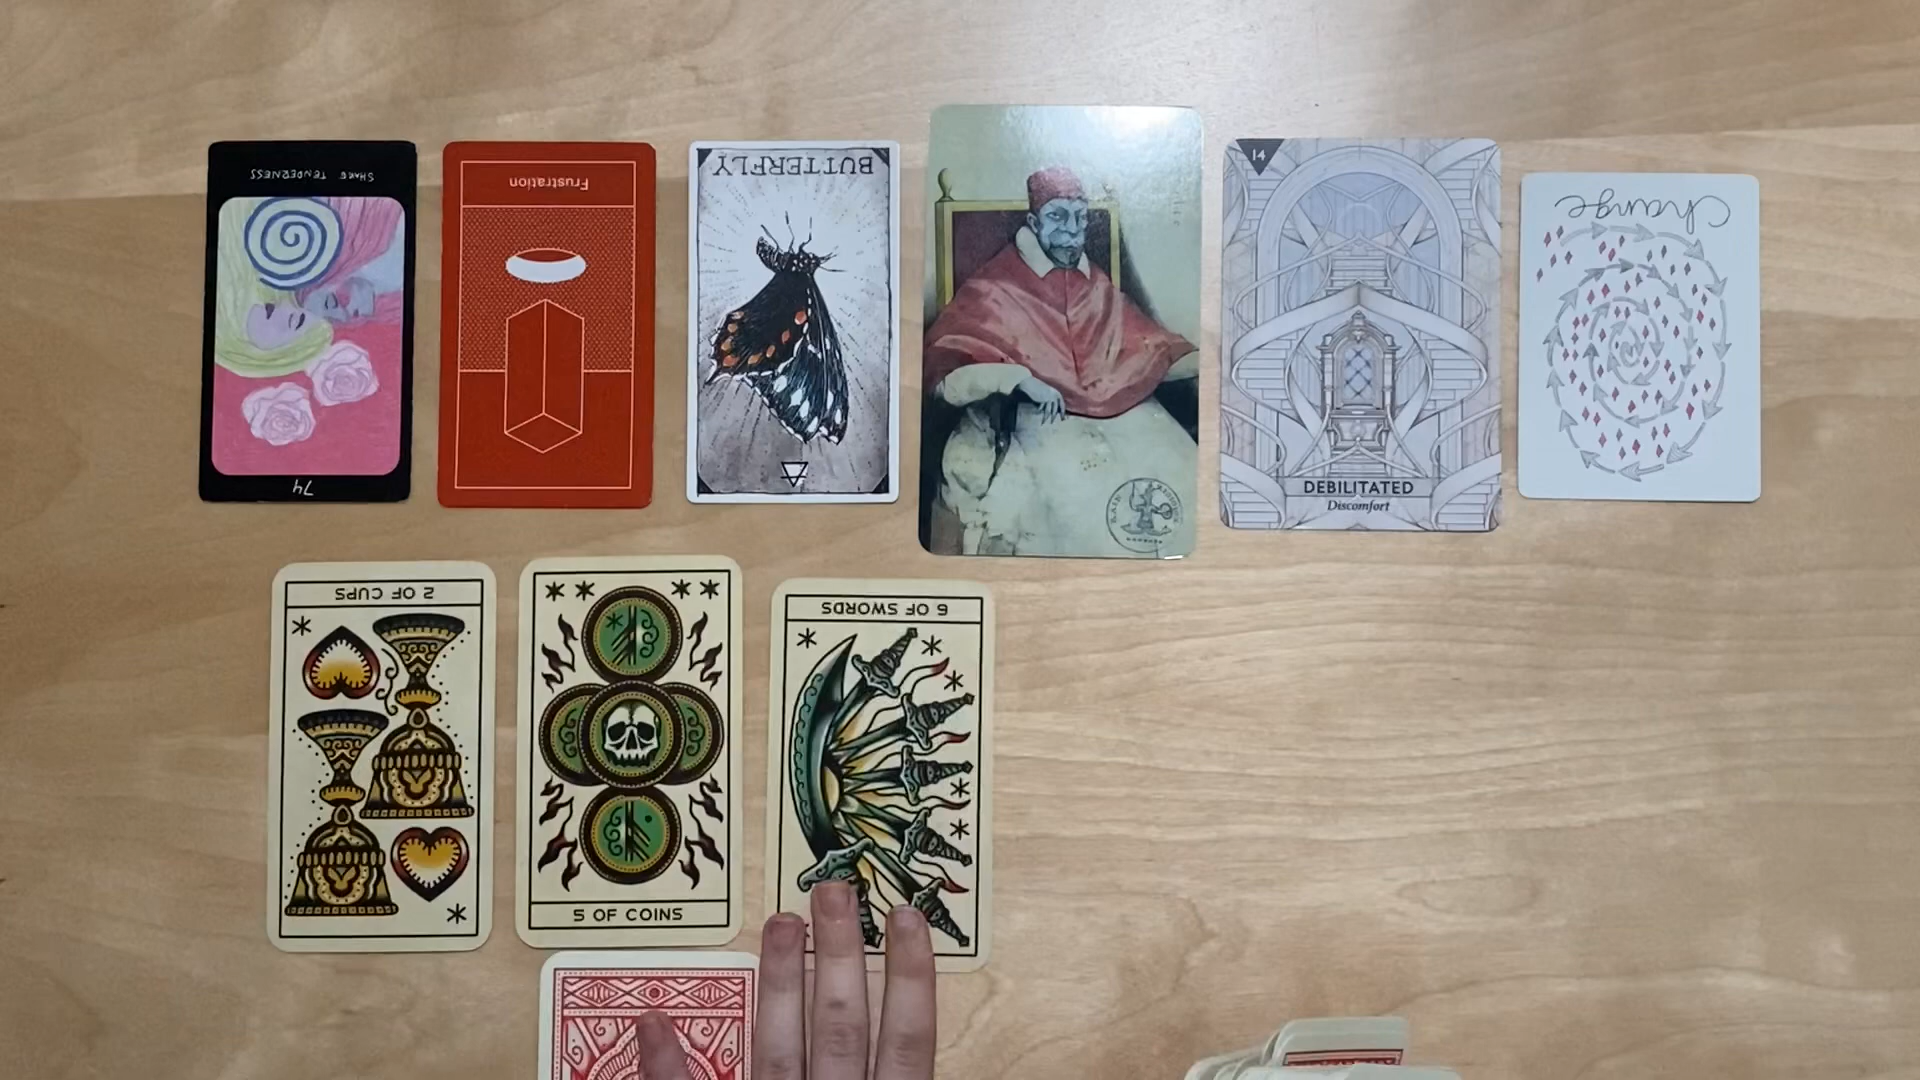 SHARE TENDERNESS
74
Frustration
BUTTERFLY
14
DEBILITATED
Discomfort
Change
2 OF CUPS
5 OF COINS
6 OF SWORDS